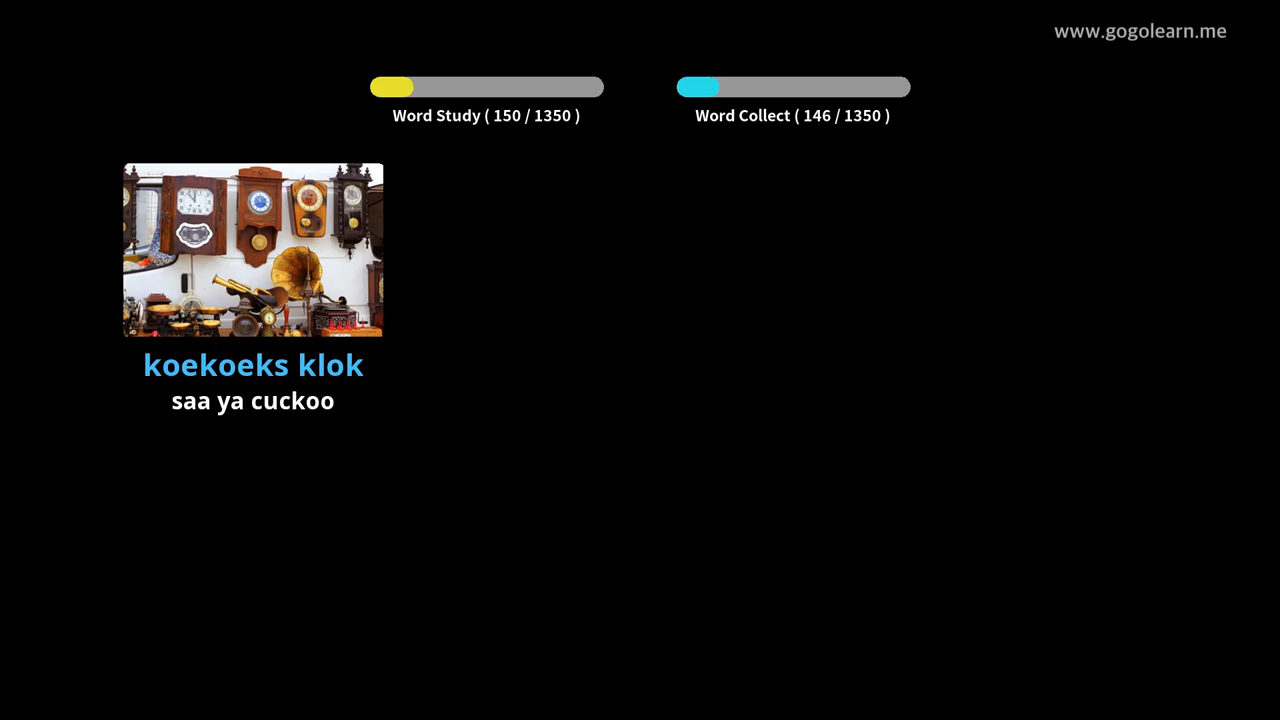 www.gogolearn.me
Word Study ( 150 / 1350 )
Word Collect ( 146 / 1350 )
koekoeks klok
saa ya cuckoo